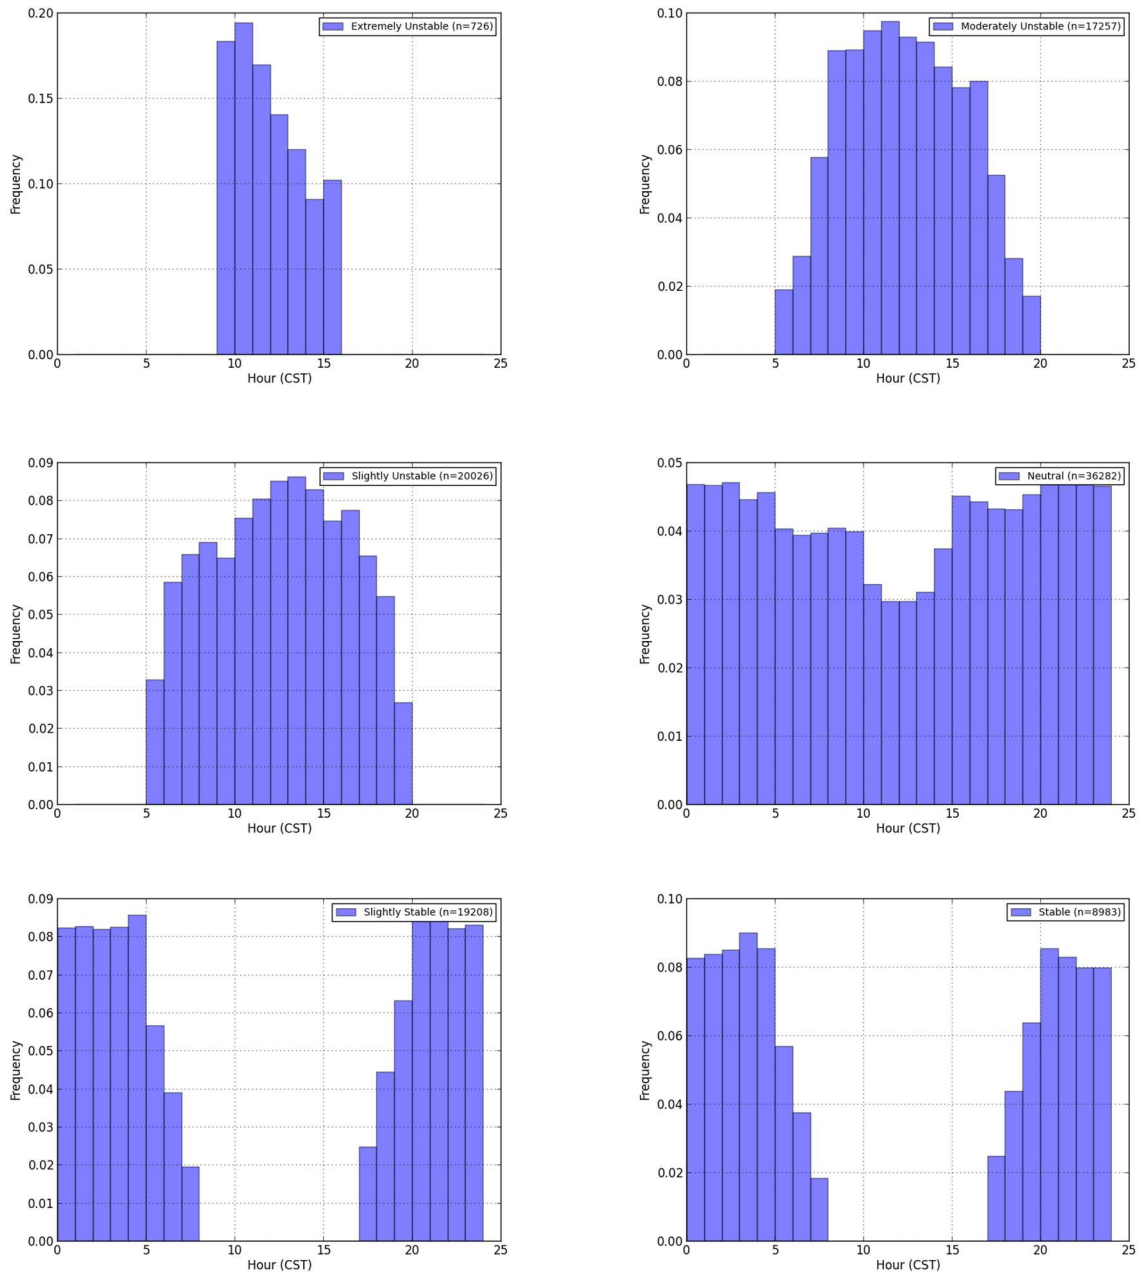 0.20
0.15
0.10
0.05
0.00
Frequency
Extremely Unstable (n=726)
0 5 10 15 20 25
Hour (CST)
0.10
0.08
0.06
0.04
0.02
0.00
Frequency
Moderately Unstable (n=17257)
0 5 10 15 20 25
Hour (CST)
0.09
0.08
0.07
0.06
0.05
0.04
0.03
0.02
0.01
0.00
Frequency
Slightly Unstable (n=20026)
0 5 10 15 20 25
Hour (CST)
0.05
0.04
0.03
0.02
0.01
0.00
Frequency
Neutral (n=36282)
0 5 10 15 20 25
Hour (CST)
0.09
0.08
0.07
0.06
0.05
0.04
0.03
0.02
0.01
0.00
Frequency
Slightly Stable (n=19208)
0 5 10 15 20 25
Hour (CST)
0.10
0.08
0.06
0.04
0.02
0.00
Frequency
Stable (n=8983)
0 5 10 15 20 25
Hour (CST)